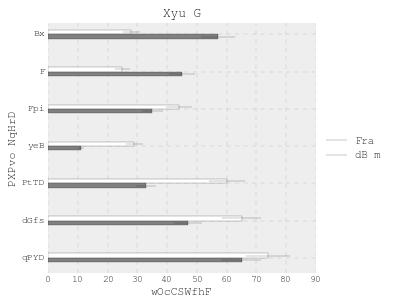 Xyu G
Bx
F
Fpi
yeB
PtTD
dGfs
qPYD
PXPvo NqHrD
0 10 20 30 40 50 60 70 80 90
wOcCSWfhF
Fra
dB m